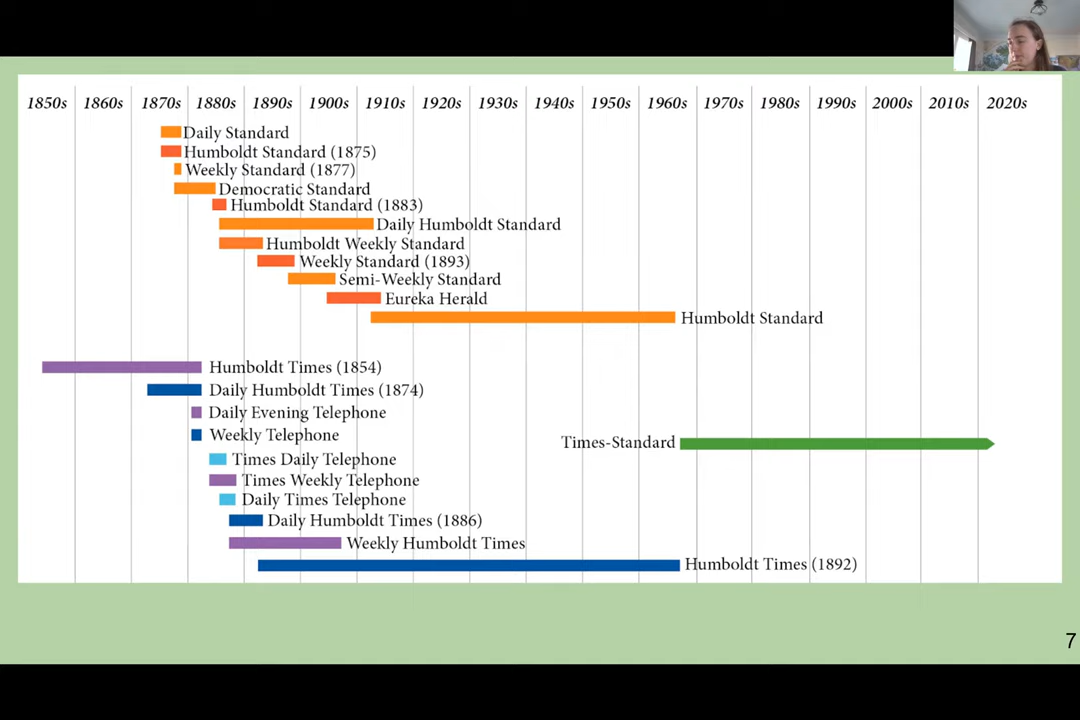 1850s 1860s 1870s 1880s 1890s 1900s 1910s 1920s 1930s 1940s 1950s 1960s 1970s 1980s 1990s 2000s 2010s 2020s
Daily Standard
Humboldt Standard (1875)
Weekly Standard (1877)
Democratic Standard
Humboldt Standard (1883)
Daily Humboldt Standard
Humboldt Weekly Standard
Weekly Standard (1893)
Semi-Weekly Standard
Eureka Herald
Humboldt Standard
Humboldt Times (1854)
Daily Humboldt Times (1874)
Daily Evening Telephone
Weekly Telephone
Times-Standard
Times Daily Telephone
Times Weekly Telephone
Daily Times Telephone
Daily Humboldt Times (1886)
Weekly Humboldt Times
Humboldt Times (1892)
7